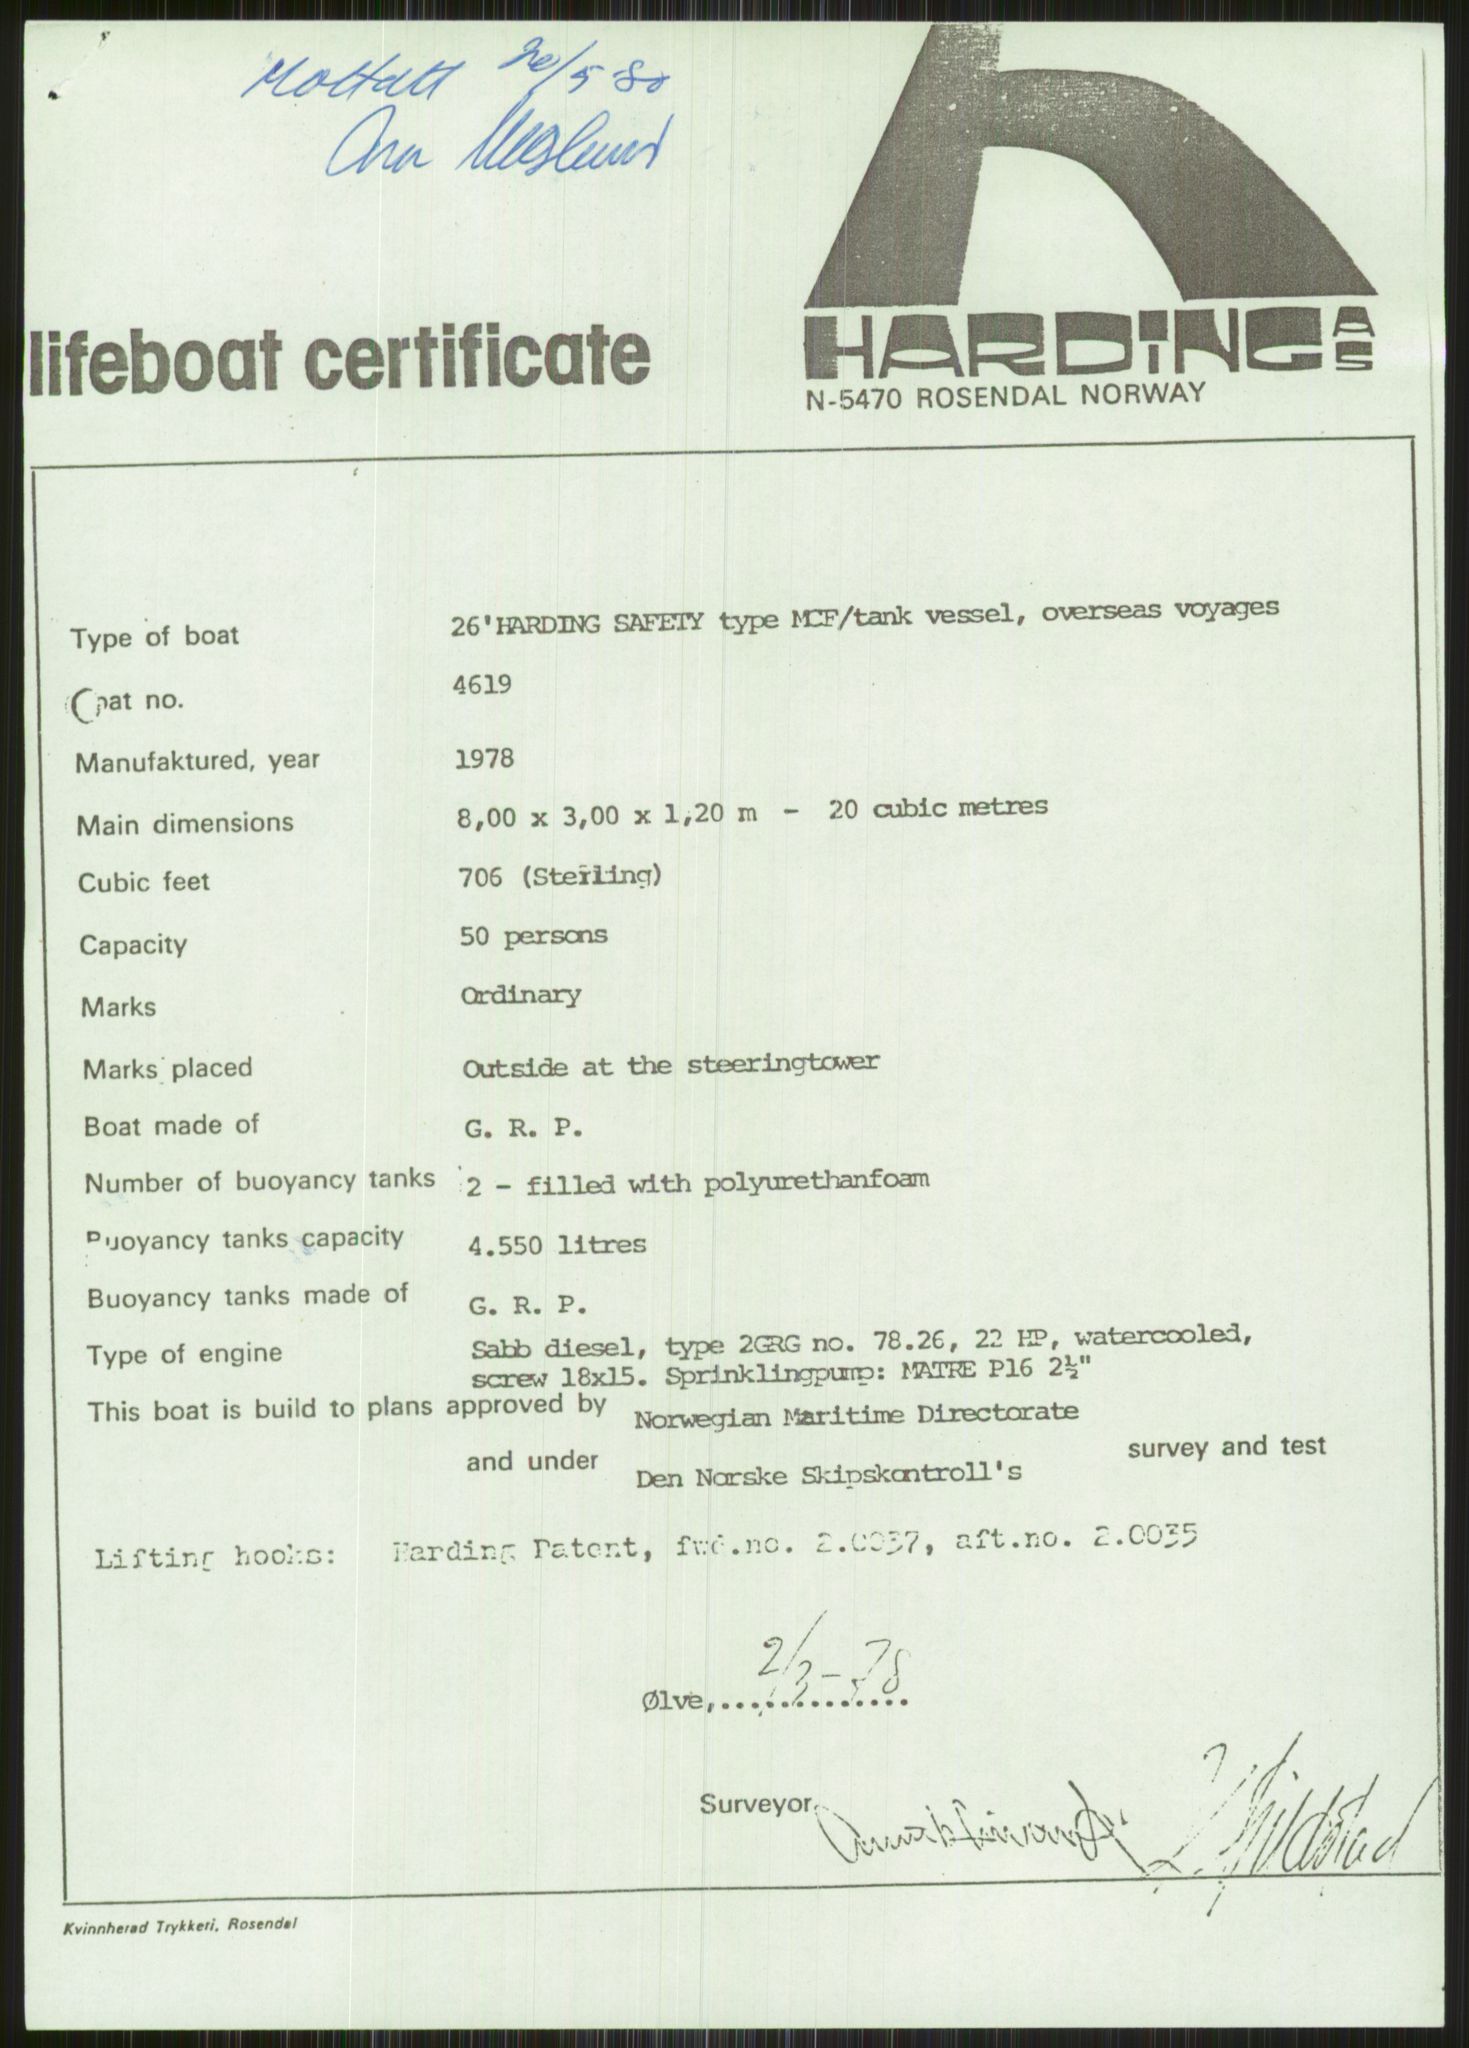 Mottatt 20/5 80
HARDING AS
N-5470 ROSENDAL NORWAY
lifeboat certificate
Type of boat 26'HARDING SAFETY type MCF/tank vessel, overseas voyages
oat no. 4619
Manufaktured, year 1978
Main dimensions 8,00 x 3,00 x 1,20 m - 20 cubic metres
Cubic feet 706 (Sterling)
Capacity 50 persons
Marks Ordinary
Marks placed Outside at the steeringtower
Boat made of G. R. P.
Number of buoyancy tanks 2 - filled with polyurethanfoam
Buoyancy tanks capacity 4.550 litres
Buoyancy tanks made of G. R. P.
Type of engine Sabb diesel, type 2GRG no. 78.26, 22 HP, watercooled,
screw 18x15. Sprinklingpump: MATRE P16 2½"
This boat is build to plans approved by Norwegian Maritime Directorate
and under Den Norske Skipskontroll's survey and test
Lifting hooks: Harding Patent, fwd.no. 2.0037, aft.no. 2.0035
2/3-78
Ølve,.............
Surveyor
Kvinnherad Trykkeri, Rosendal